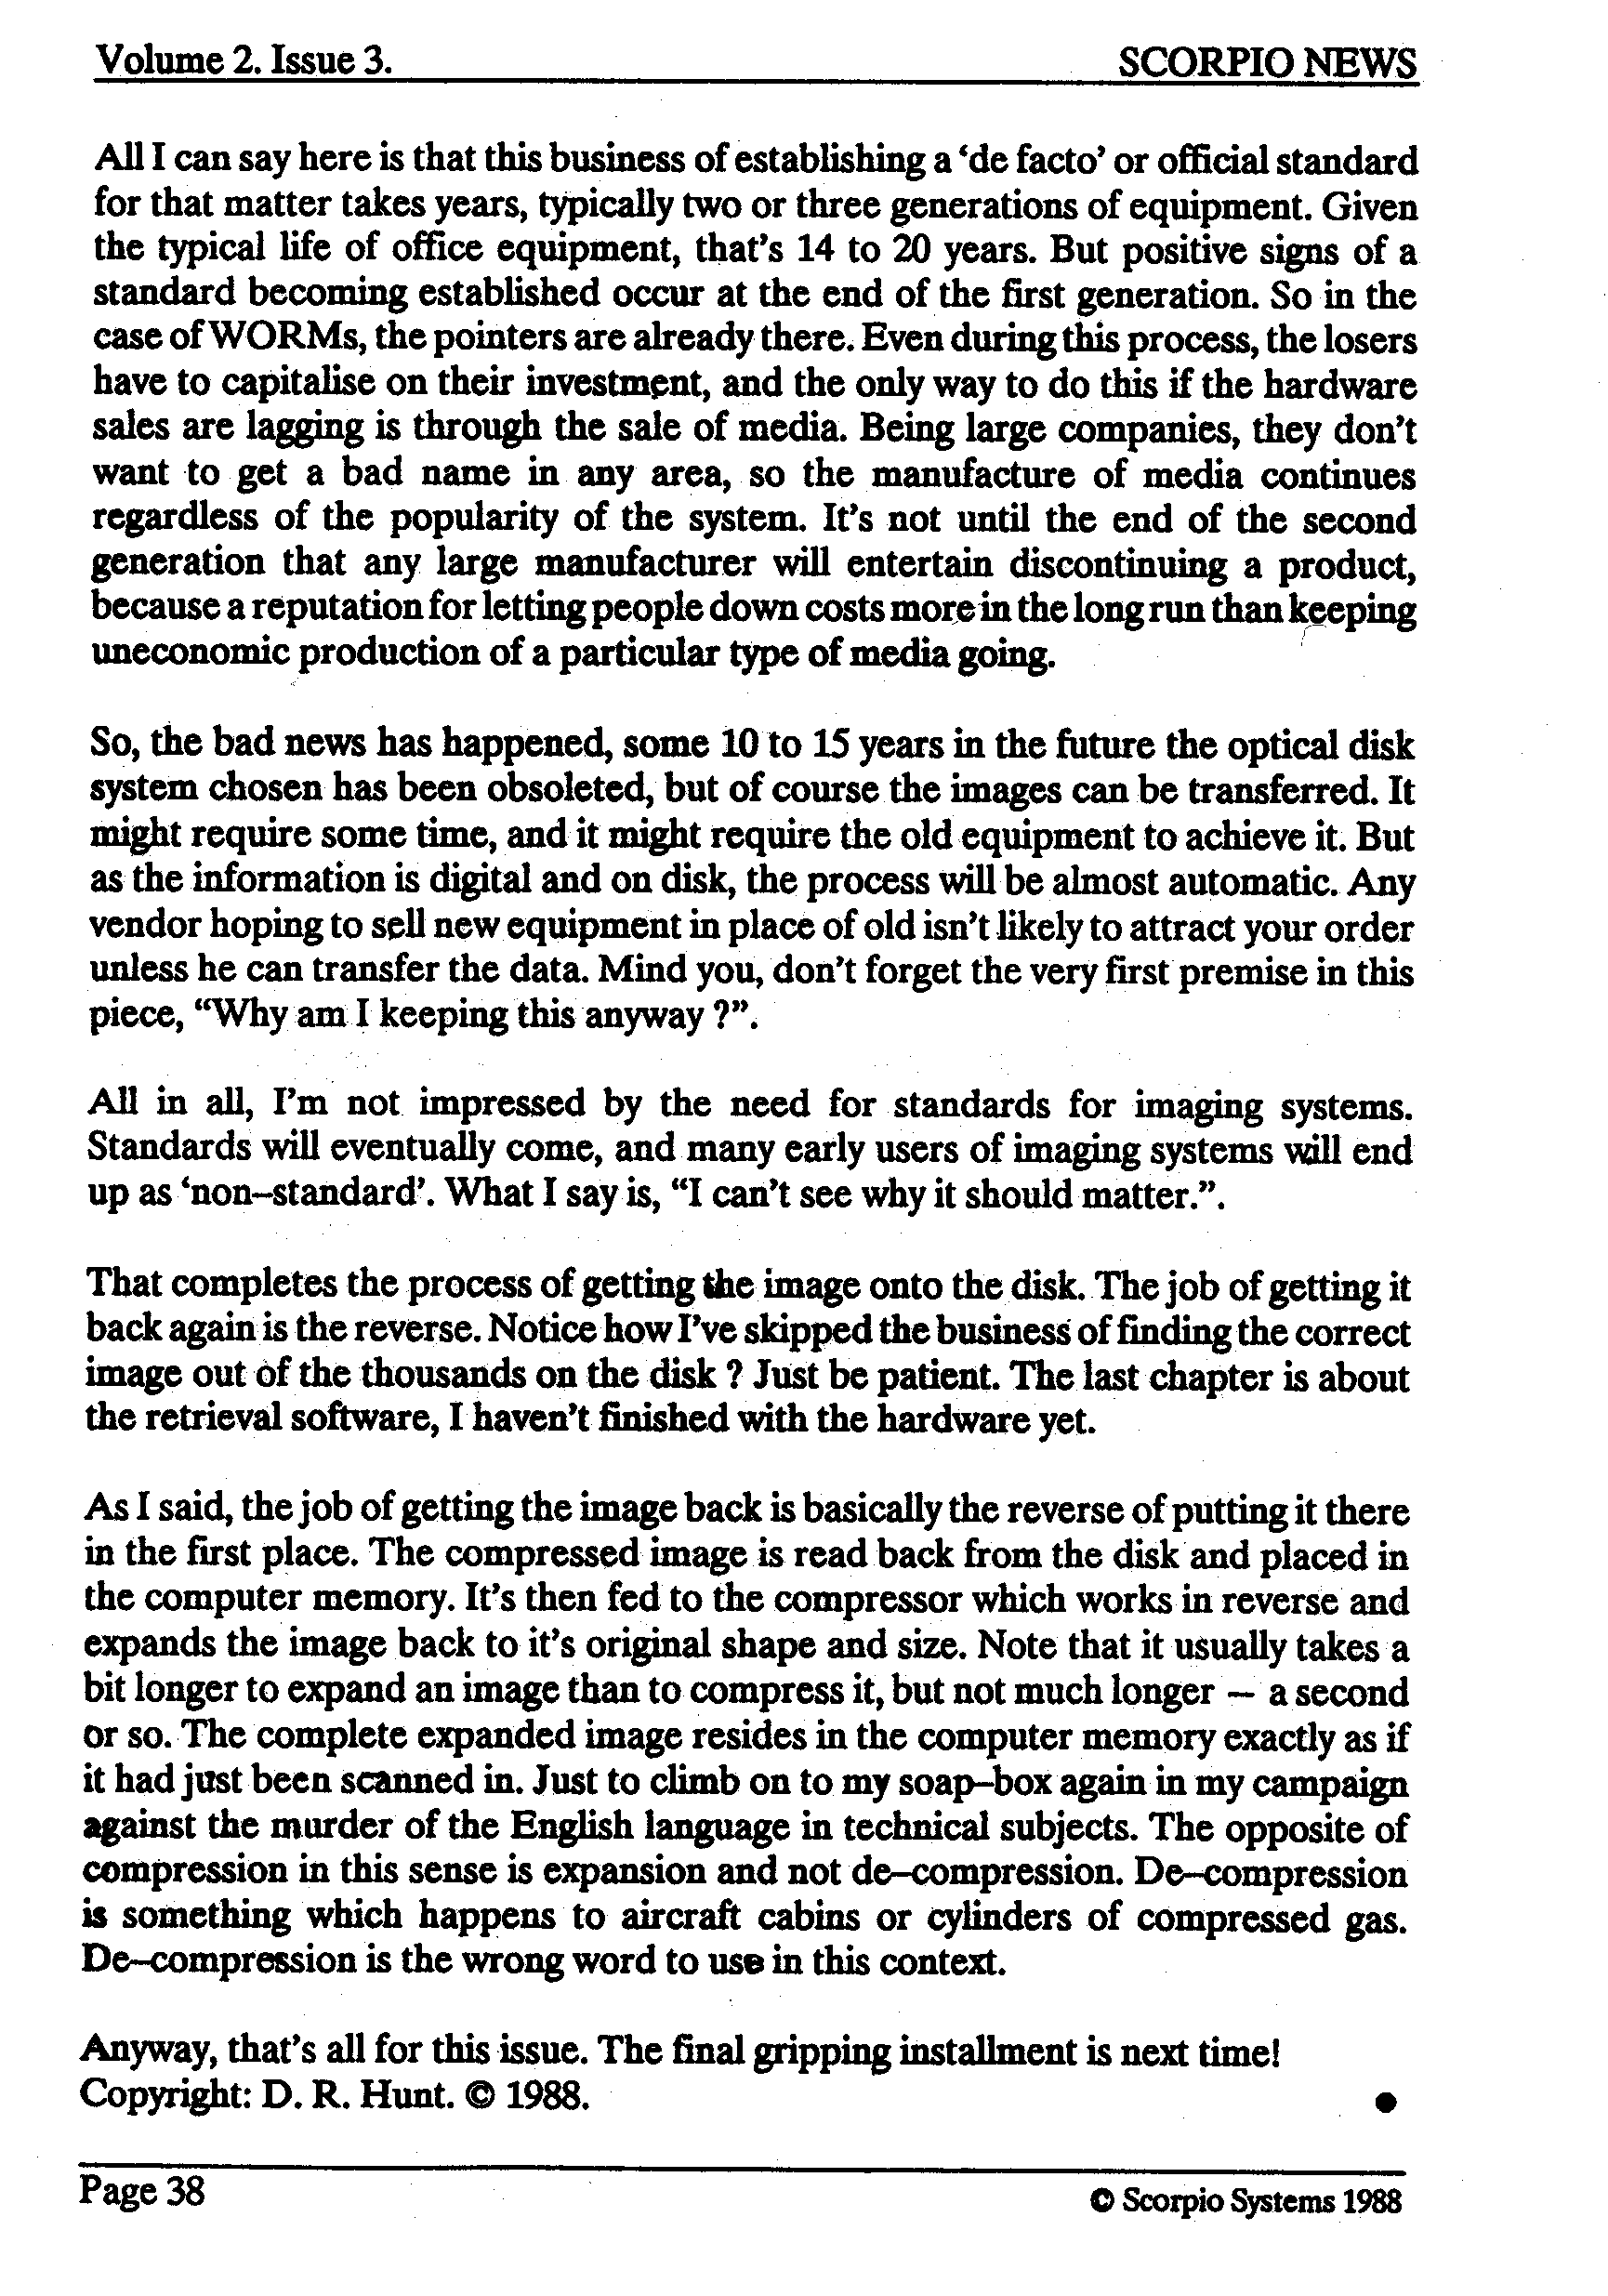 Volume 2. Issue 3. SCORPIO NEWS
All I can say here is that this business of establishing a ‘de facto’ or official standard
for that matter takes years, typically two or three generations of equipment. Given
the typical life of office equipment, that’s 14 to 20 years. But positive signs of a
standard becoming established occur at the end of the first generation. So in the
case of WORMs, the pointers are already there. Even during this process, the losers
have to capitalise on their investment, and the only way to do this if the hardware
sales are lagging is through the sale of media. Being large companies, they don’t
want to get a bad name in any area, so the manufacture of media continues
regardless of the popularity of the system. It’s not until the end of the second
generation that any large manufacturer will entertain discontinuing a product,
because a reputation for letting people down costs more in the long run than keeping
uneconomic production of a particular type of media going.
So, the bad news has happened, some 10 to 15 years in the future the optical disk
system chosen has been obsoleted, but of course the images can be transferred. It
might require some time, and it might require the old equipment to achieve it. But
as the information is digital and on disk, the process will be almost automatic. Any
vendor hoping to sell new equipment in place of old isn’t likely to attract your order
unless he can transfer the data. Mind you, don’t forget the very first premise in this
piece, “Why am I keeping this anyway ?”.
All in all, I’m not impressed by the need for standards for imaging systems.
Standards will eventually come, and many early users of imaging systems will end
up as ‘non–standard’. What I say is, “I can’t see why it should matter.”.
That completes the process of getting the image onto the disk. The job of getting it
back again is the reverse. Notice how I’ve skipped the business of finding the correct
image out of the thousands on the disk ? Just be patient. The last chapter is about
the retrieval software, I haven’t finished with the hardware yet.
As I said, the job of getting the image back is basically the reverse of putting it there
in the first place. The compressed image is read back from the disk and placed in
the computer memory. It’s then fed to the compressor which works in reverse and
expands the image back to it’s original shape and size. Note that it usually takes a
bit longer to expand an image than to compress it, but not much longer — a second
or so. The complete expanded image resides in the computer memory exactly as if
it had just been scanned in. Just to climb on to my soap–box again in my campaign
against the murder of the English language in technical subjects. The opposite of
compression in this sense is expansion and not de–compression. De–compression
is something which happens to aircraft cabins or cylinders of compressed gas.
De–compression is the wrong word to use in this context.
Anyway, that’s all for this issue. The final gripping installment is next time!
Copyright: D. R. Hunt. © 1988. ●
Page 38 © Scorpio Systems 1988